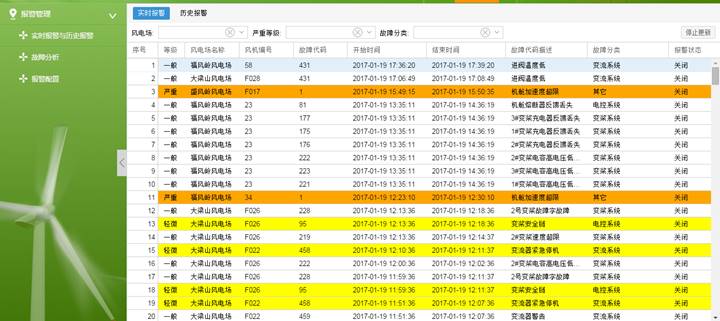 报警管理
实时报警与历史报警
故障分析
报警配置
实时报警 历史报警
风电场: 严重等级: 故障分类: 停止更新
序号 等级 风电场名称 风机编号 故障代码 开始时间 结束时间 故障代码描述 故障分类 报警状态
1 一般 福风岭风电场 58 431 2017-01-19 17:36:20 2017-01-19 17:39:20 进阀温度低 变流系统 关闭
2 一般 大梁山风电场 F028 431 2017-01-19 17:06:49 2017-01-19 17:08:49 进阀温度低 变流系统 关闭
3 严重 盛风岭风电场 F017 1 2017-01-19 15:49:15 2017-01-19 15:50:35 机舱加速度超限 其它 关闭
4 一般 福风岭风电场 23 81 2017-01-19 13:35:11 2017-01-19 14:36:19 机舱熔断器反馈丢失 电控系统 关闭
5 一般 福风岭风电场 23 177 2017-01-19 13:35:11 2017-01-19 14:36:19 3#变桨充电器反馈丢失 变桨系统 关闭
6 一般 福风岭风电场 23 175 2017-01-19 13:35:11 2017-01-19 14:36:19 1#变桨充电器反馈丢失 变桨系统 关闭
7 一般 福风岭风电场 23 176 2017-01-19 13:35:11 2017-01-19 14:36:19 2#变桨充电器反馈丢失 变桨系统 关闭
8 一般 福风岭风电场 23 222 2017-01-19 13:35:11 2017-01-19 14:36:19 2#变桨电容高电压低... 变桨系统 关闭
9 一般 福风岭风电场 23 223 2017-01-19 13:35:11 2017-01-19 14:36:19 3#变桨电容高电压低... 变桨系统 关闭
10 一般 福风岭风电场 23 221 2017-01-19 13:35:11 2017-01-19 14:36:19 1#变桨电容高电压低... 变桨系统 关闭
11 严重 福风岭风电场 34 1 2017-01-19 12:23:10 2017-01-19 12:30:10 机舱加速度超限 其它 关闭
12 一般 大梁山风电场 F026 228 2017-01-19 12:13:36 2017-01-19 12:18:36 2号变桨故障字故障 变桨系统 关闭
13 轻微 大梁山风电场 F026 95 2017-01-19 12:13:36 2017-01-19 12:18:36 变桨安全链 电控系统 关闭
14 一般 大梁山风电场 F026 219 2017-01-19 12:13:36 2017-01-19 12:14:37 2#变桨速度超限 变桨系统 关闭
15 轻微 大梁山风电场 F022 458 2017-01-19 12:10:36 2017-01-19 12:11:37 变流器紧急停机 变流系统 关闭
16 一般 大梁山风电场 F026 222 2017-01-19 12:00:36 2017-01-19 12:02:37 2#变桨电容高电压低... 变桨系统 关闭
17 一般 大梁山风电场 F026 228 2017-01-19 11:59:36 2017-01-19 12:11:37 2号变桨故障字故障 变桨系统 关闭
18 轻微 大梁山风电场 F026 95 2017-01-19 11:59:36 2017-01-19 12:11:37 变桨安全链 电控系统 关闭
19 轻微 大梁山风电场 F022 458 2017-01-19 11:51:36 2017-01-19 12:07:36 变流器紧急停机 变流系统 关闭
20 一般 大梁山风电场 F022 459 2017-01-19 11:51:36 2017-01-19 12:07:36 变流器警告 变流系统 关闭